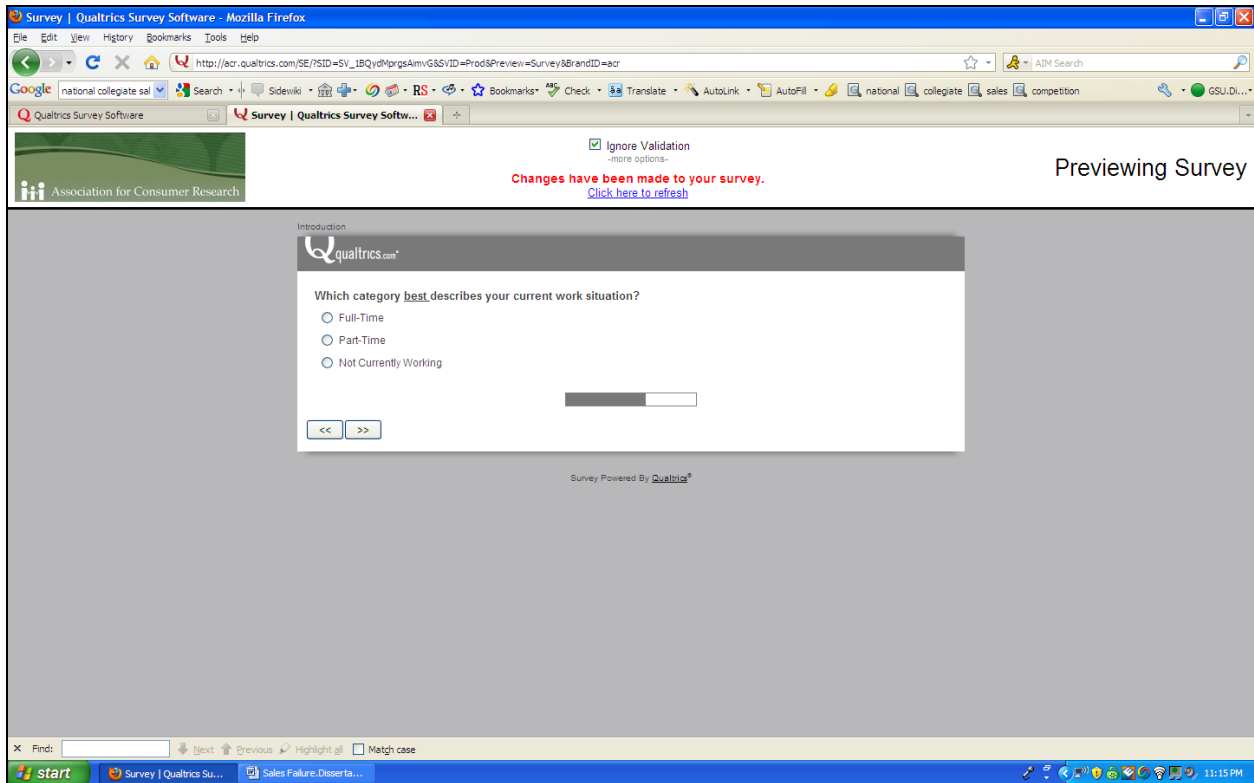 Survey | Qualtrics Survey Software - Mozilla Firefox
File Edit View History Bookmarks Tools Help
http://acr.qualtrics.com/SE/?SID=SV_1BQydMprgsAimvG&SVID=Prod&Preview=Survey&BrandID=acr
AIM Search
Google national collegiate sal Search Sidewiki RS Bookmarks Check Translate AutoLink AutoFill national collegiate sales competition GSU.Di...
Qualtrics Survey Software Survey | Qualtrics Survey Softw...
Ignore Validation
-more options-
Changes have been made to your survey.
Click here to refresh
Previewing Survey
Association for Consumer Research
Introduction
qualtrics.com
Which category best describes your current work situation?
Full-Time
Part-Time
Not Currently Working
<< >>
Survey Powered By Qualtrics®
× Find: Next Previous Highlight all Match case
start Survey | Qualtrics Su... Sales Failure.Disserta... 11:15 PM